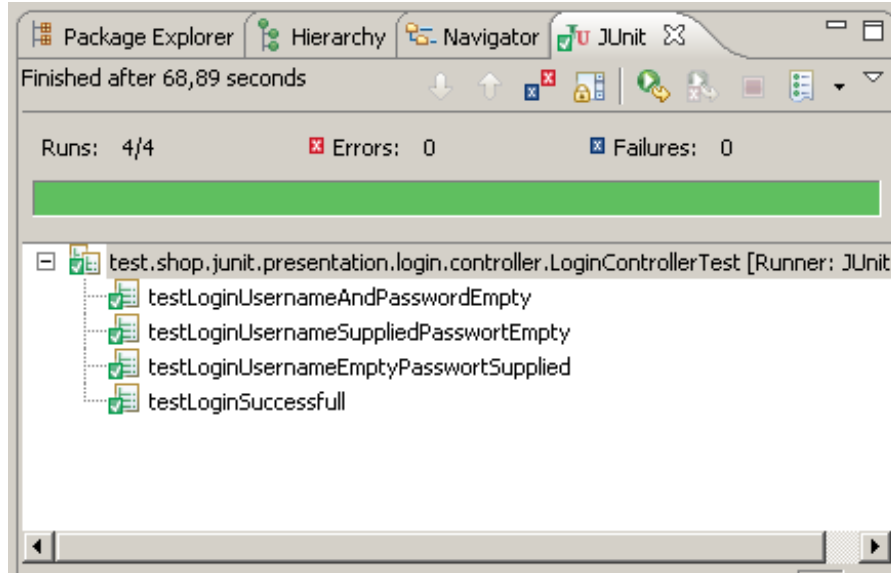 Package Explorer Hierarchy Navigator JUnit
Finished after 68,89 seconds
Runs: 4/4 Errors: 0 Failures: 0
test.shop.junit.presentation.login.controller.LoginControllerTest [Runner: JUnit
testLoginUsernameAndPasswordEmpty
testLoginUsernameSuppliedPasswortEmpty
testLoginUsernameEmptyPasswortSupplied
testLoginSuccessfull